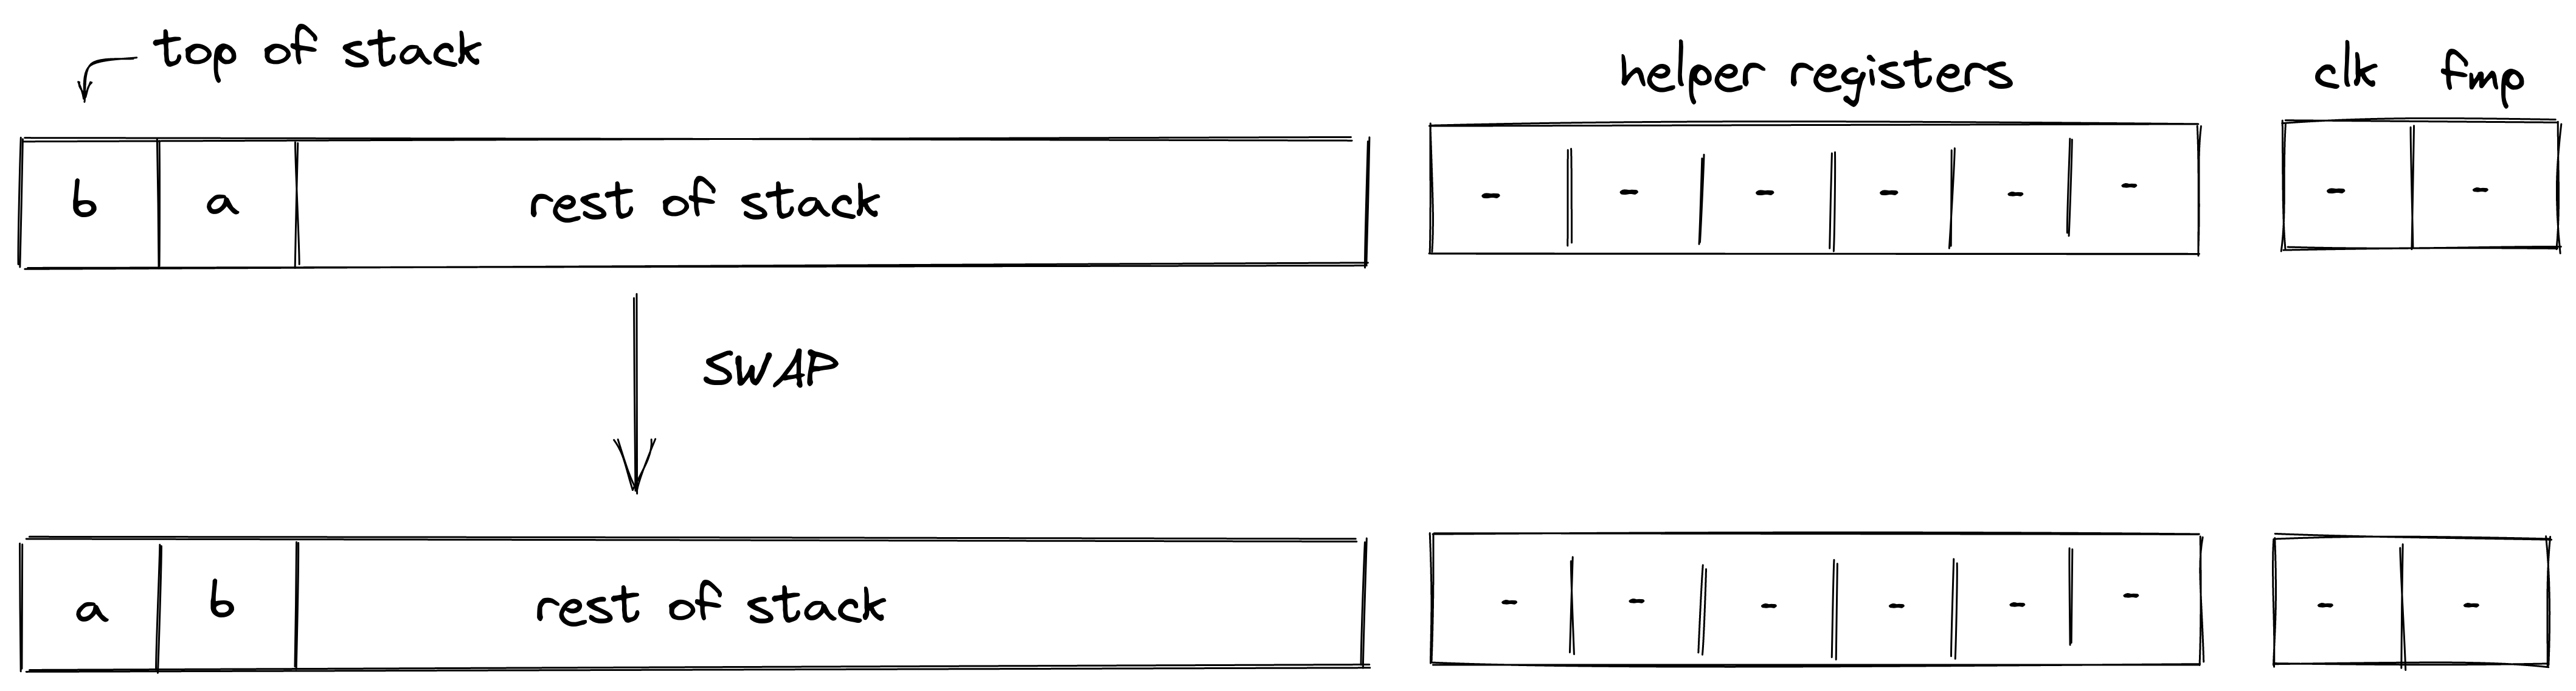 top of stack
helper registers
clk fmp
b a rest of stack - - - - - - - -
SWAP
a b rest of stack - - - - - - - -